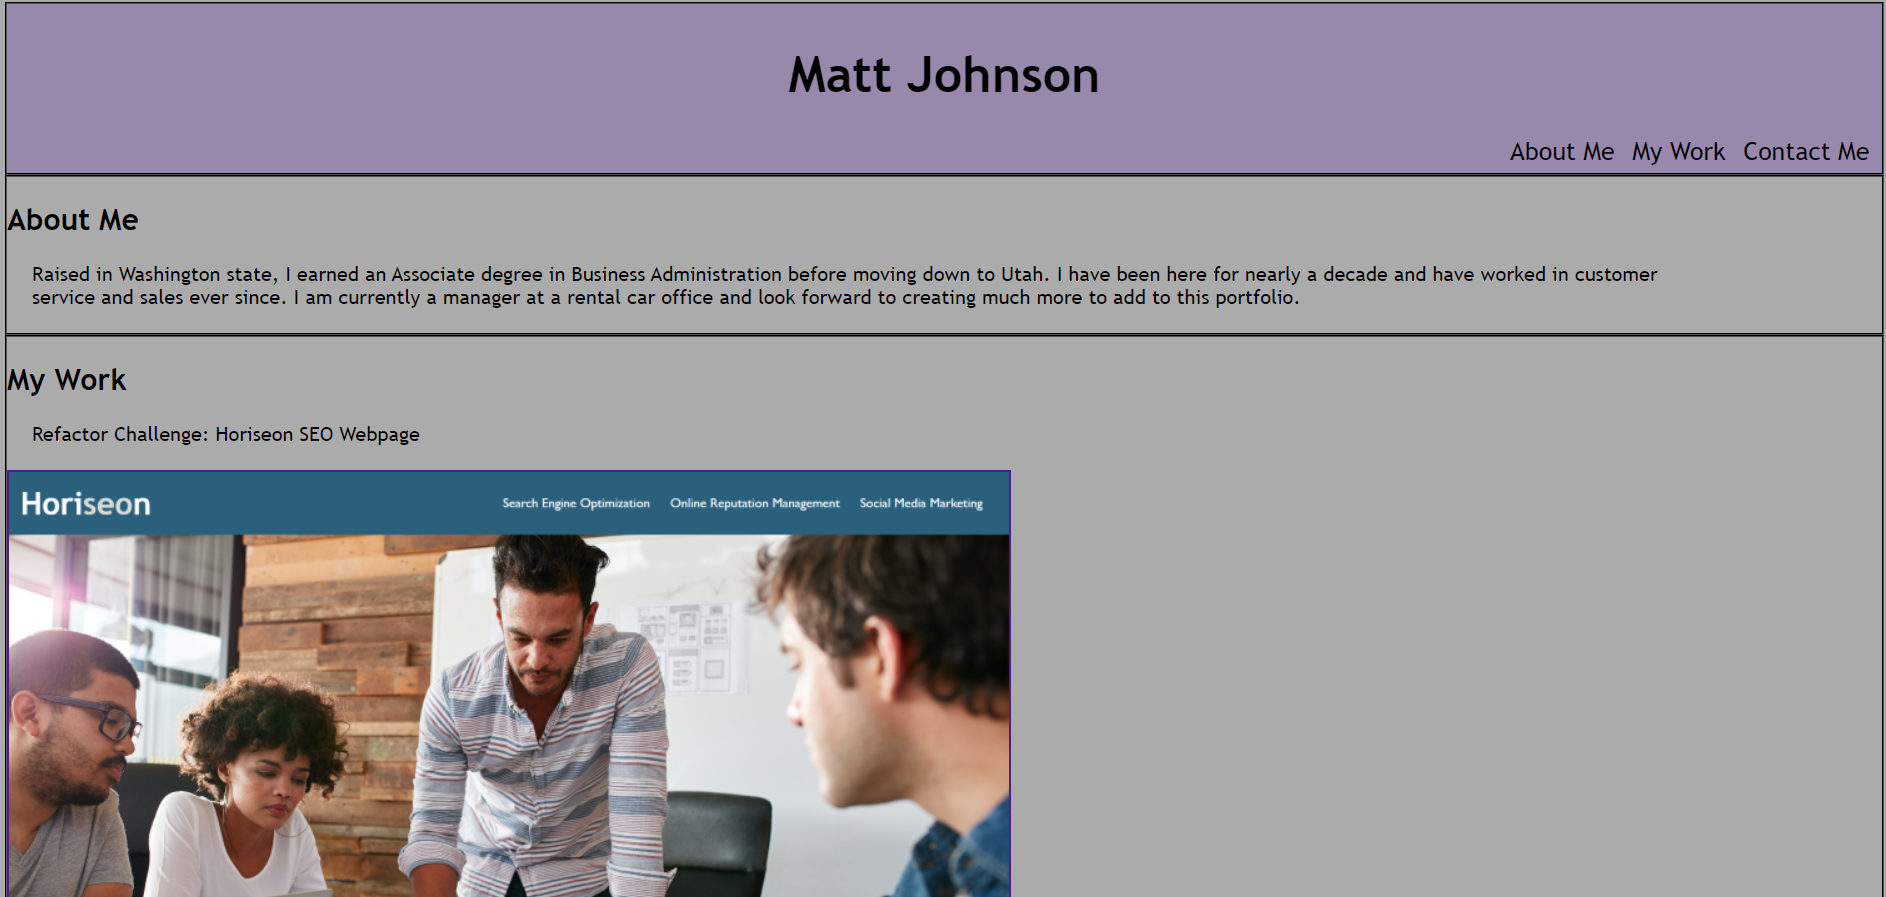 Matt Johnson
About Me My Work Contact Me
About Me
Raised in Washington state, I earned an Associate degree in Business Administration before moving down to Utah. I have been here for nearly a decade and have worked in customer
service and sales ever since. I am currently a manager at a rental car office and look forward to creating much more to add to this portfolio.
My Work
Refactor Challenge: Horiseon SEO Webpage
Horiseon Search Engine Optimization Online Reputation Management Social Media Marketing